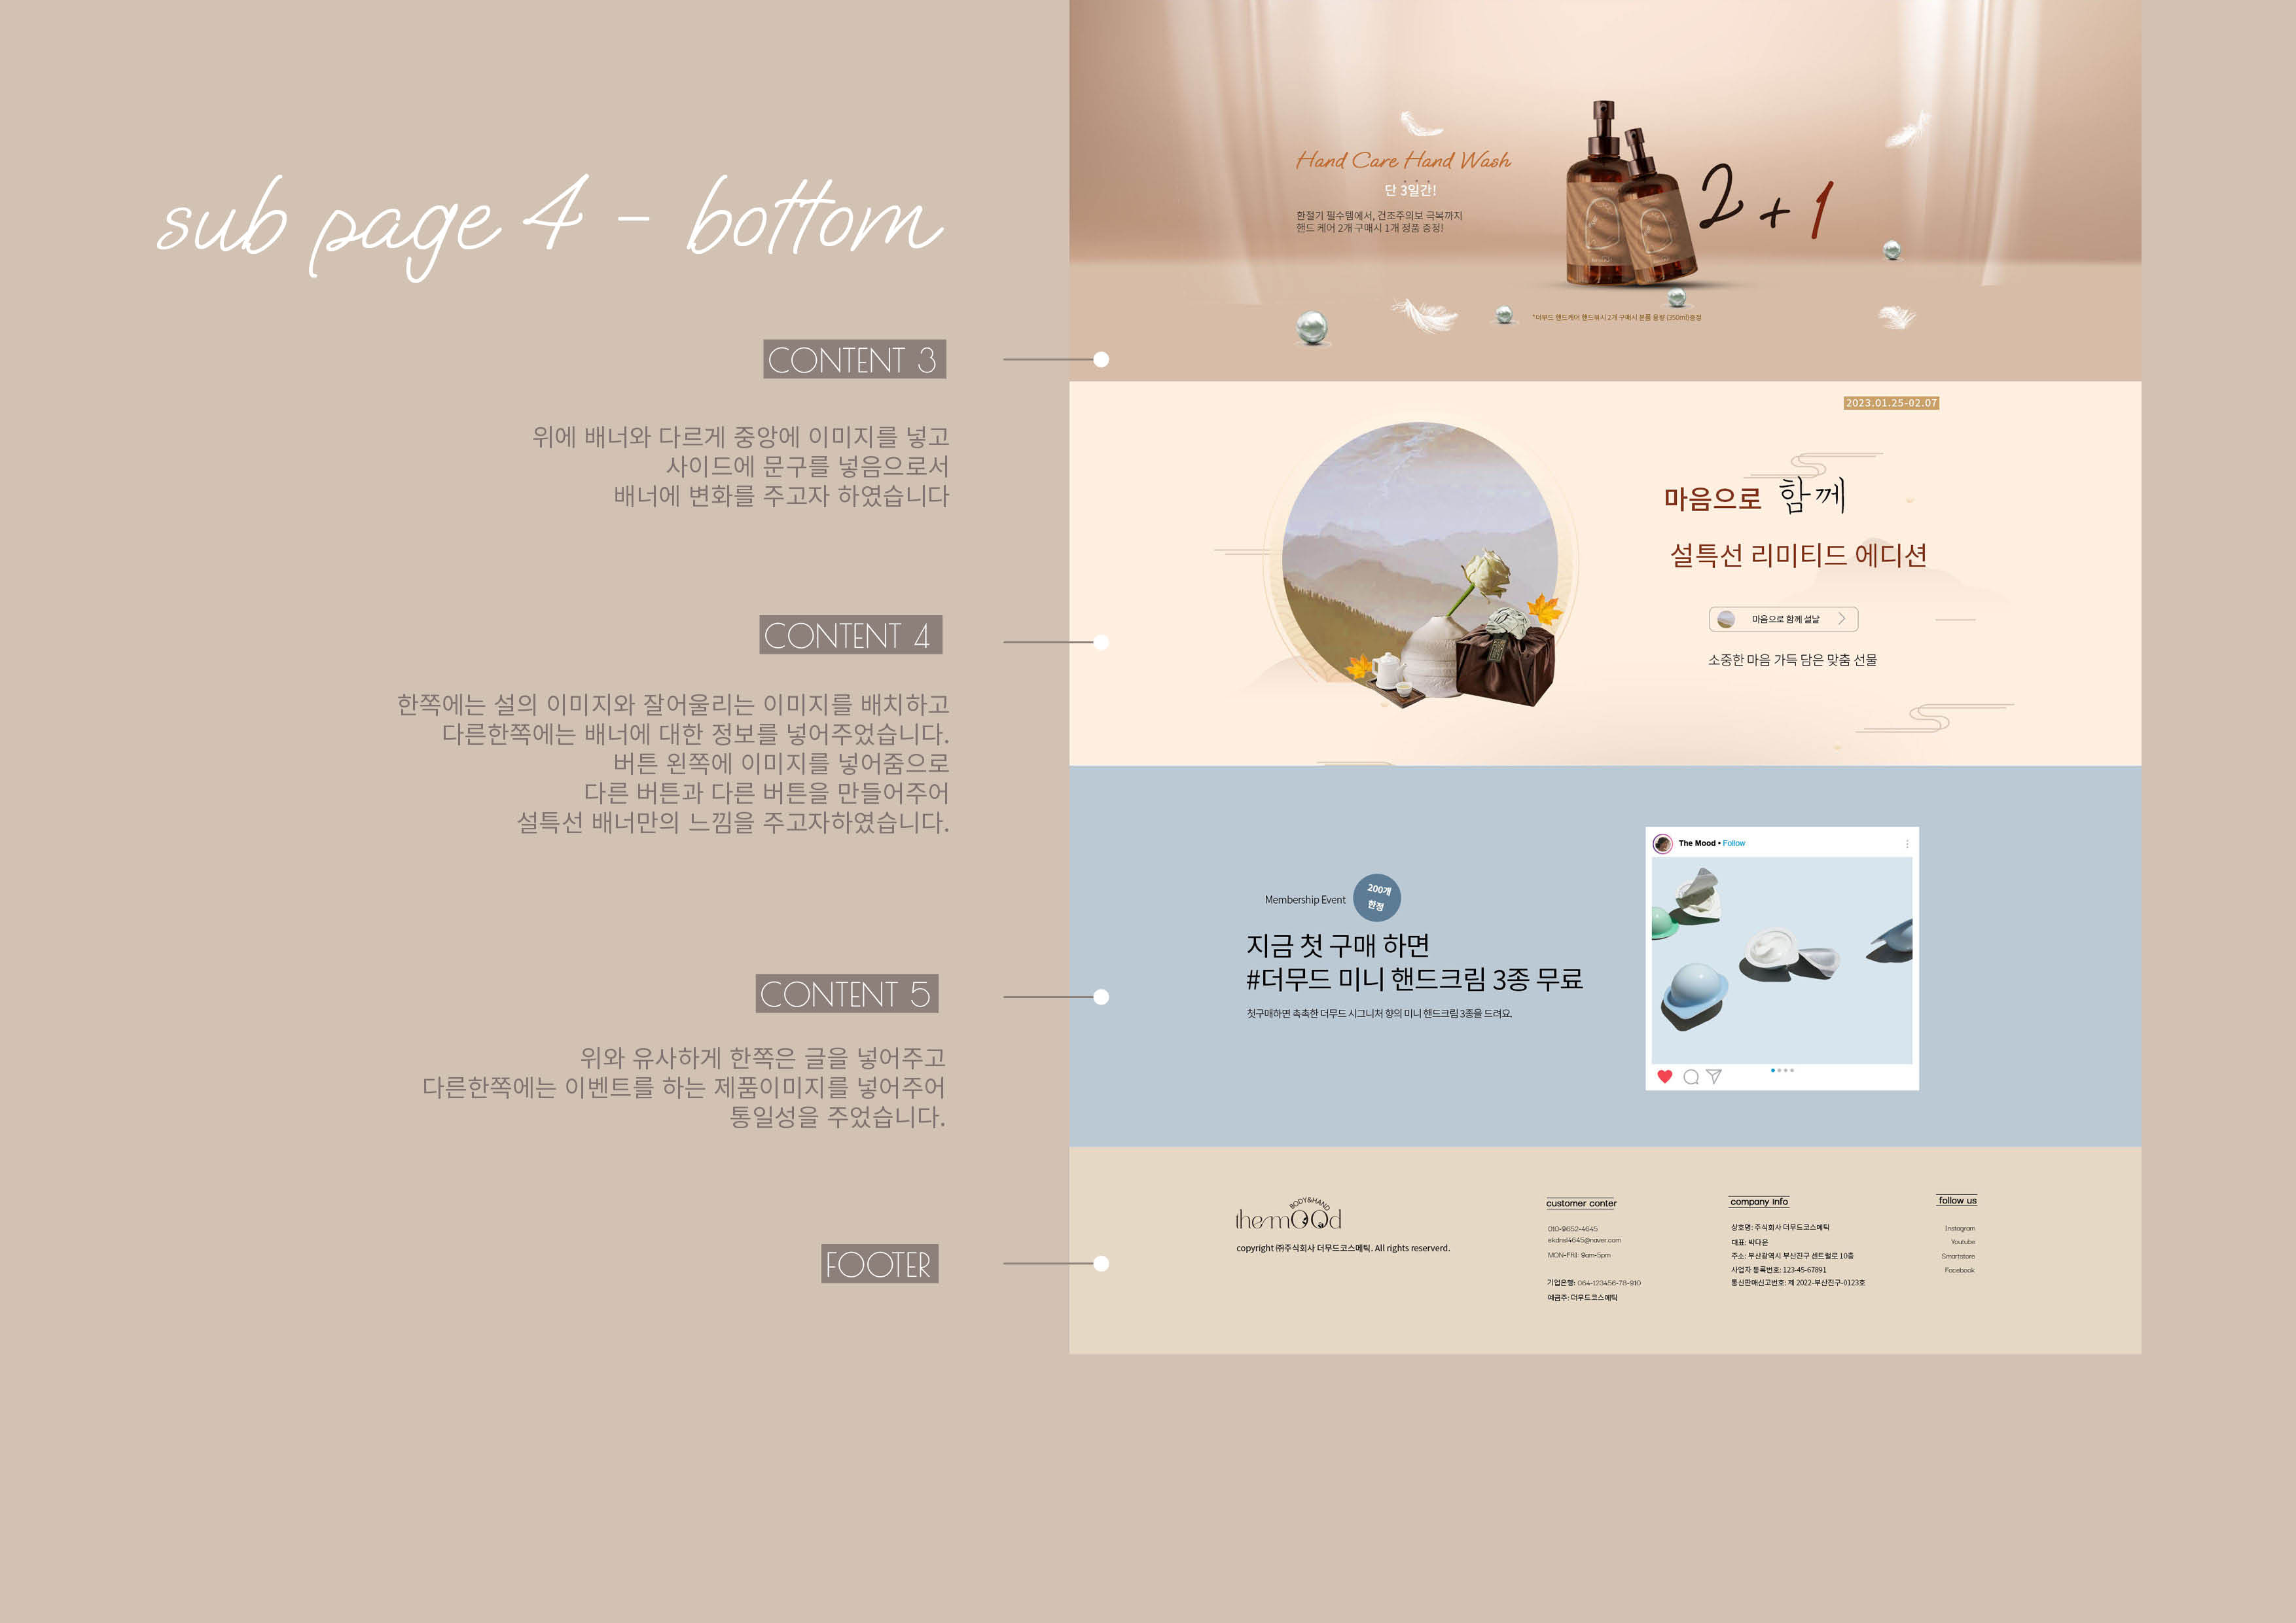 sub page 4 - bottom
CONTENT 3
위에 배너와 다르게 중앙에 이미지를 넣고
사이드에 문구를 넣음으로서
배너에 변화를 주고자 하였습니다
CONTENT 4
한쪽에는 설의 이미지와 잘어울리는 이미지를 배치하고
다른한쪽에는 배너에 대한 정보를 넣어주었습니다.
버튼 왼쪽에 이미지를 넣어줌으로
다른 버튼과 다른 버튼을 만들어주어
설특선 배너만의 느낌을 주고자하였습니다.
CONTENT 5
위와 유사하게 한쪽은 글을 넣어주고
다른한쪽에는 이벤트를 하는 제품이미지를 넣어주어
통일성을 주었습니다.
FOOTER
Hand Care Hand Wash
단 3일간!
환절기 필수템에서, 건조주의보 극복까지
핸드 케어 2개 구매시 1개 정품 증정!
2 + 1
*더무드 핸드케어 핸드워시 2개 구매시 본품 용량 (350ml)증정
2023.01.25-02.07
마음으로 함께
설특선 리미티드 에디션
마음으로 함께 설날
소중한 마음 가득 담은 맞춤 선물
Membership Event
200개
한정
지금 첫 구매 하면
#더무드 미니 핸드크림 3종 무료
첫구매하면 촉촉한 더무드 시그니처 향의 미니 핸드크림 3종을 드려요.
The Mood • Follow
BODY&HAND
themOOd
copyright ㈜주식회사 더무드코스메틱. All rights reserverd.
customer conter
010-9652-4645
ekdnsl4645@naver.com
MON-FRI: 9am-5pm
기업은행: 064-123456-78-910
예금주: 더무드코스메틱
company info
상호명: 주식회사 더무드코스메틱
대표: 박다운
주소: 부산광역시 부산진구 센트럴로 10층
사업자 등록번호: 123-45-67891
통신판매신고번호: 제 2022-부산진구-0123호
follow us
Instagram
Youtube
Smartstore
Facebook